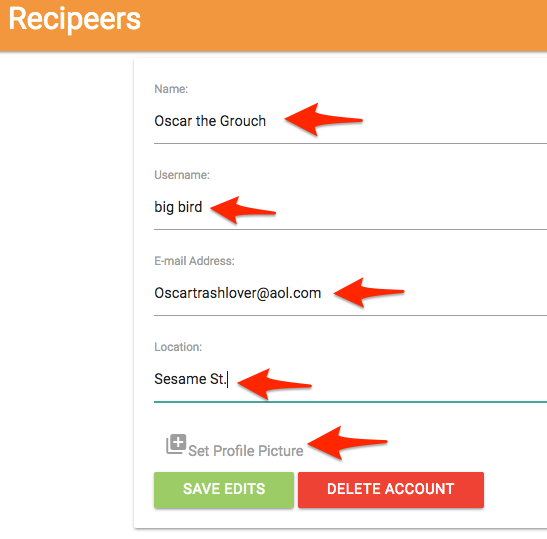 Recipeers
Name:
Oscar the Grouch
Username:
big bird
E-mail Address:
Oscartrashlover@aol.com
Location:
Sesame St.
Set Profile Picture
SAVE EDITS DELETE ACCOUNT